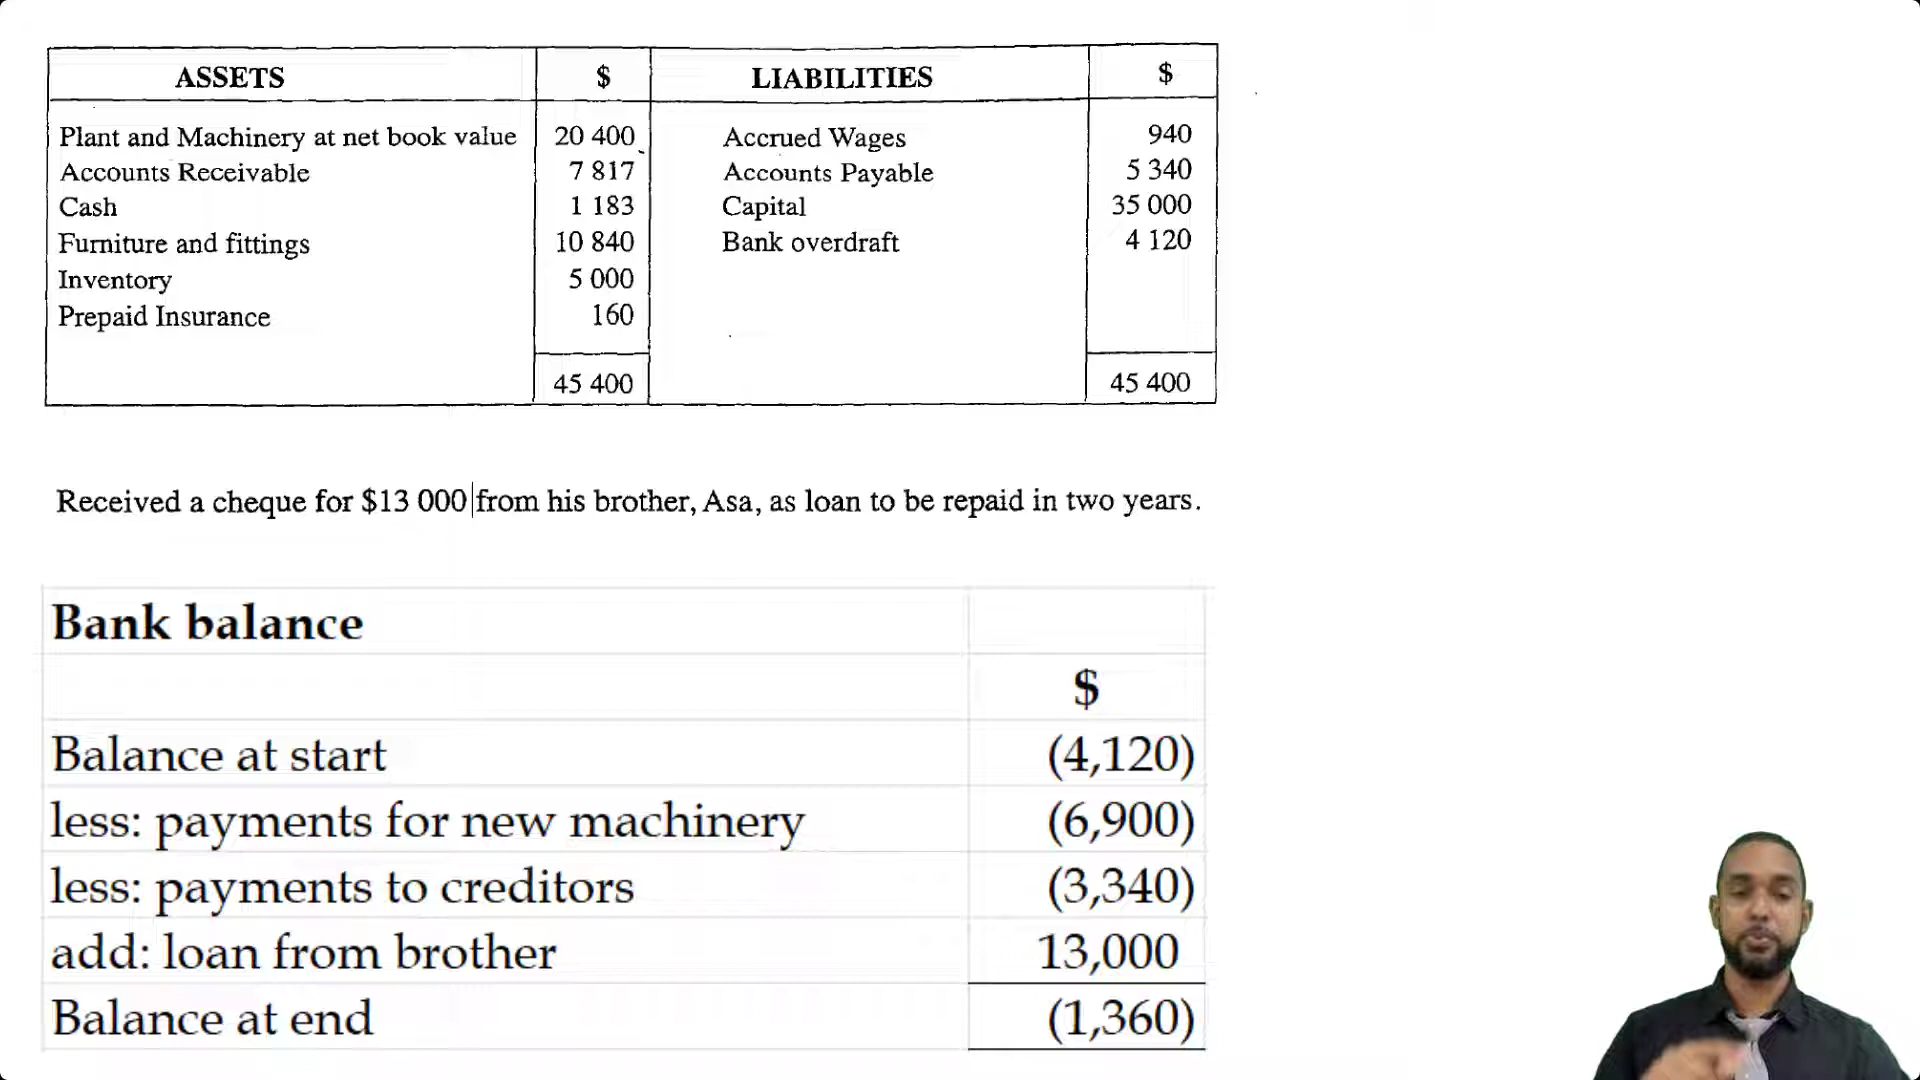 ASSETS $ LIABILITIES $
Plant and Machinery at net book value 20 400 Accrued Wages 940
Accounts Receivable 7 817 Accounts Payable 5 340
Cash 1 183 Capital 35 000
Furniture and fittings 10 840 Bank overdraft 4 120
Inventory 5 000
Prepaid Insurance 160
45 400 45 400
Received a cheque for $13 000 from his brother, Asa, as loan to be repaid in two years.
Bank balance
$
Balance at start (4,120)
less: payments for new machinery (6,900)
less: payments to creditors (3,340)
add: loan from brother 13,000
Balance at end (1,360)